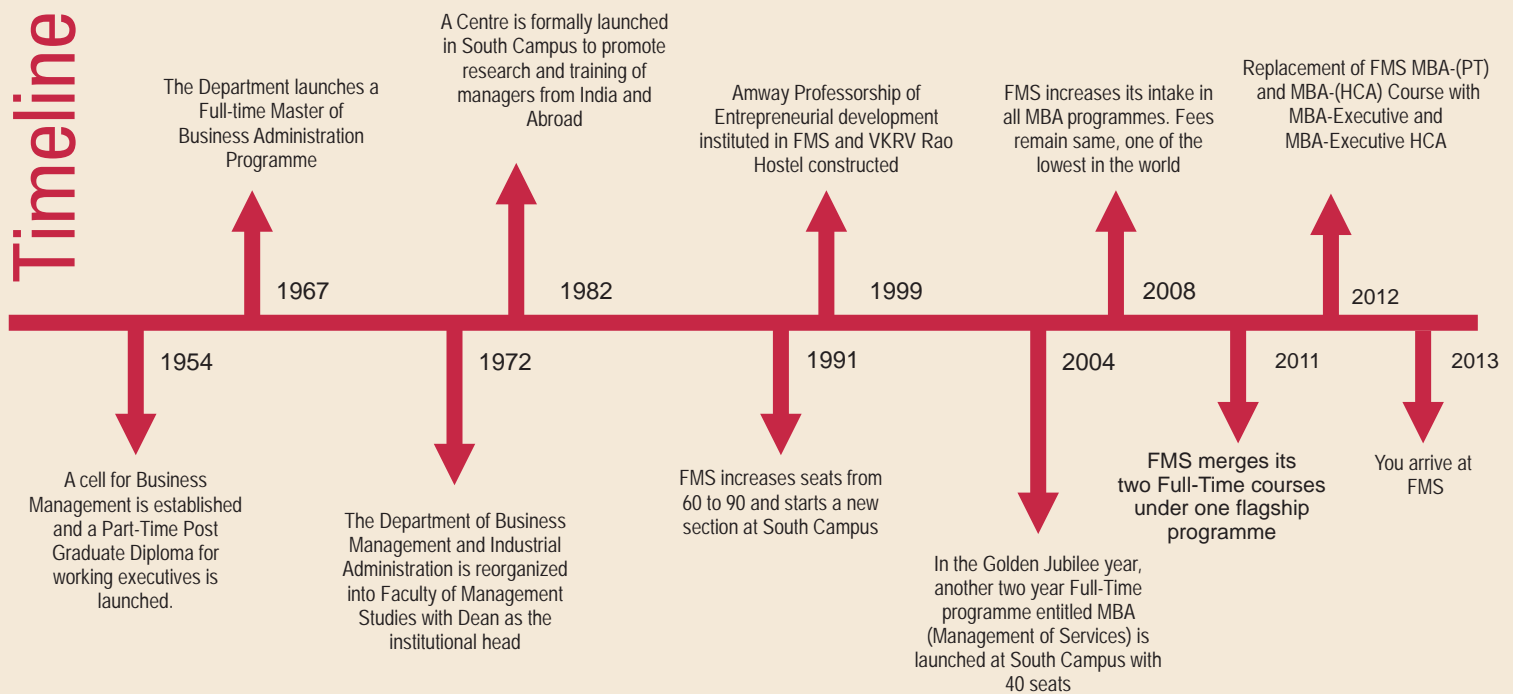 Timeline
A Centre is formally launched
in South Campus to promote
research and training of
managers from India and
Abroad
The Department launches a
Full-time Master of
Business Administration
Programme
Amway Professorship of
Entrepreneurial development
instituted in FMS and VKRV Rao
Hostel constructed
FMS increases its intake in
all MBA programmes. Fees
remain same, one of the
lowest in the world
Replacement of FMS MBA-(PT)
and MBA-(HCA) Course with
MBA-Executive and
MBA-Executive HCA
1967
1982
1999
2008
2012
1954
1972
1991
2004
2011
2013
A cell for Business
Management is established
and a Part-Time Post
Graduate Diploma for
working executives is
launched.
The Department of Business
Management and Industrial
Administration is reorganized
into Faculty of Management
Studies with Dean as the
institutional head
FMS increases seats from
60 to 90 and starts a new
section at South Campus
In the Golden Jubilee year,
another two year Full-Time
programme entitled MBA
(Management of Services) is
launched at South Campus with
40 seats
FMS merges its
two Full-Time courses
under one flagship
programme
You arrive at
FMS